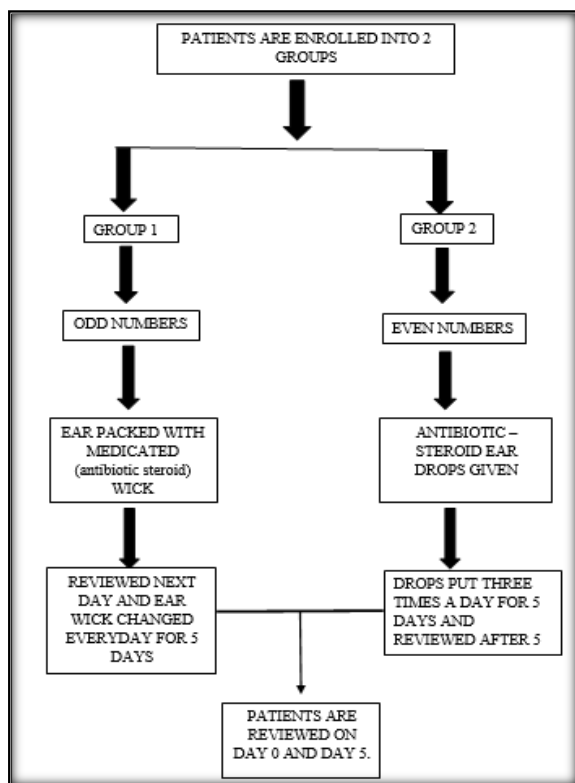 PATIENTS ARE ENROLLED INTO 2
GROUPS
GROUP 1
GROUP 2
ODD NUMBERS
EVEN NUMBERS
EAR PACKED WITH
MEDICATED
(antibiotic steroid)
WICK
ANTIBIOTIC –
STEROID EAR
DROPS GIVEN
REVIEWED NEXT
DAY AND EAR
WICK CHANGED
EVERYDAY FOR 5
DAYS
DROPS PUT THREE
TIMES A DAY FOR 5
DAYS AND
REVIEWED AFTER 5
PATIENTS ARE
REVIEWED ON
DAY 0 AND DAY 5.